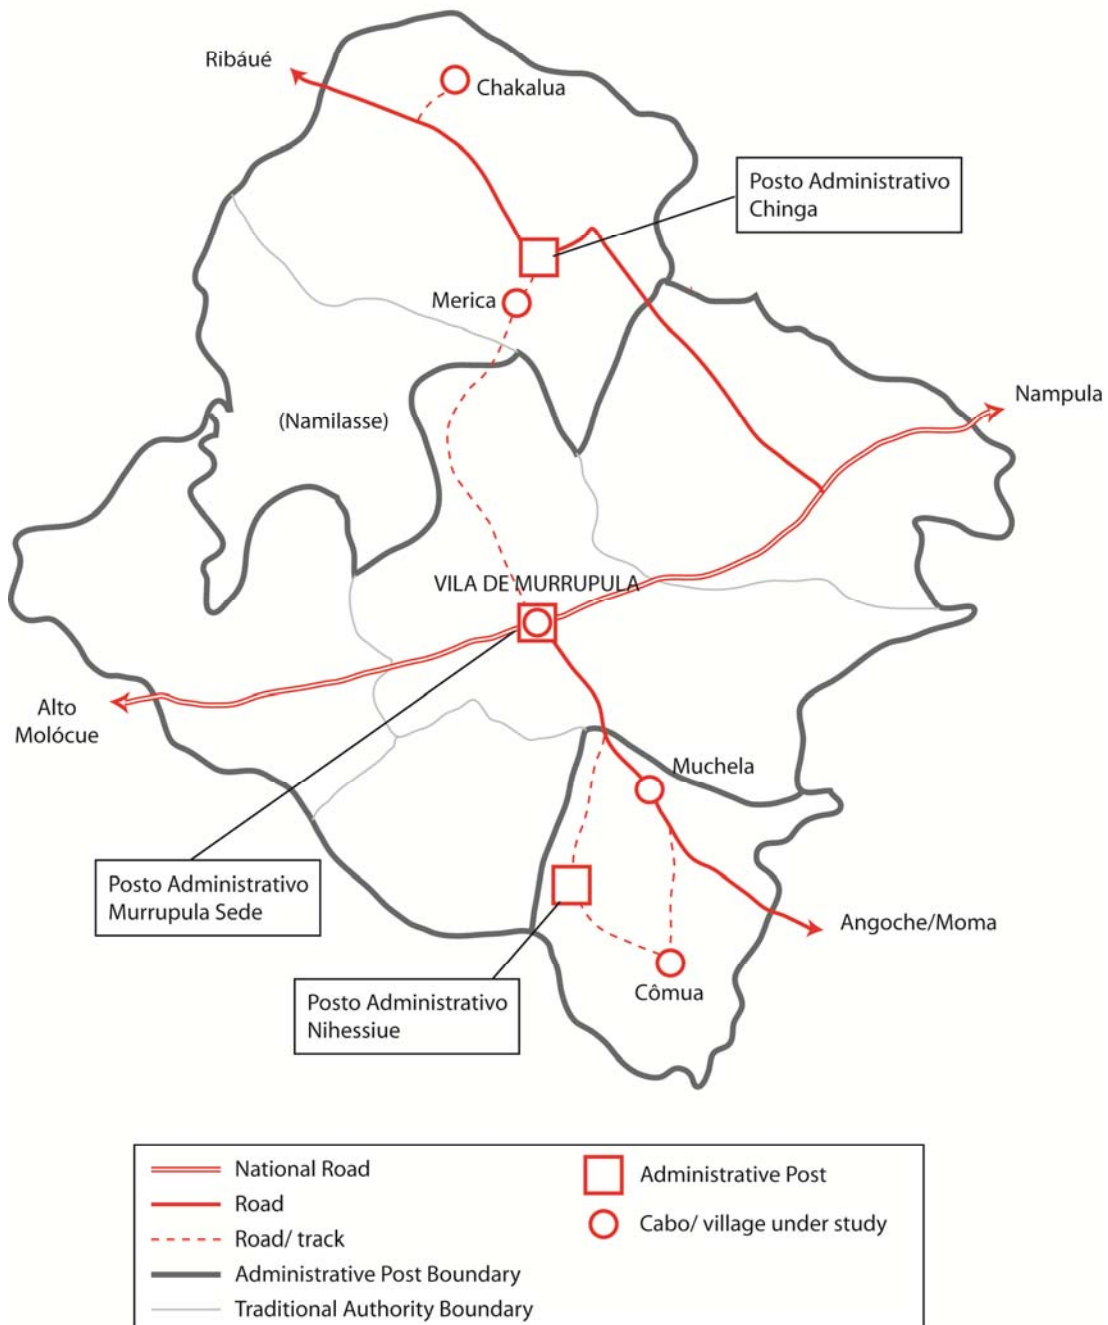 Ribáué
Chakalua
Posto Administrativo
Chinga
Merica
Nampula
(Namilasse)
VILA DE MURRUPULA
Alto
Molócue
Muchela
Posto Administrativo
Murrupula Sede
Angoche/Moma
Cômua
Posto Administrativo
Nihessiue
National Road
Road
Road/ track
Administrative Post Boundary
Traditional Authority Boundary
Administrative Post
Cabo/ village under study